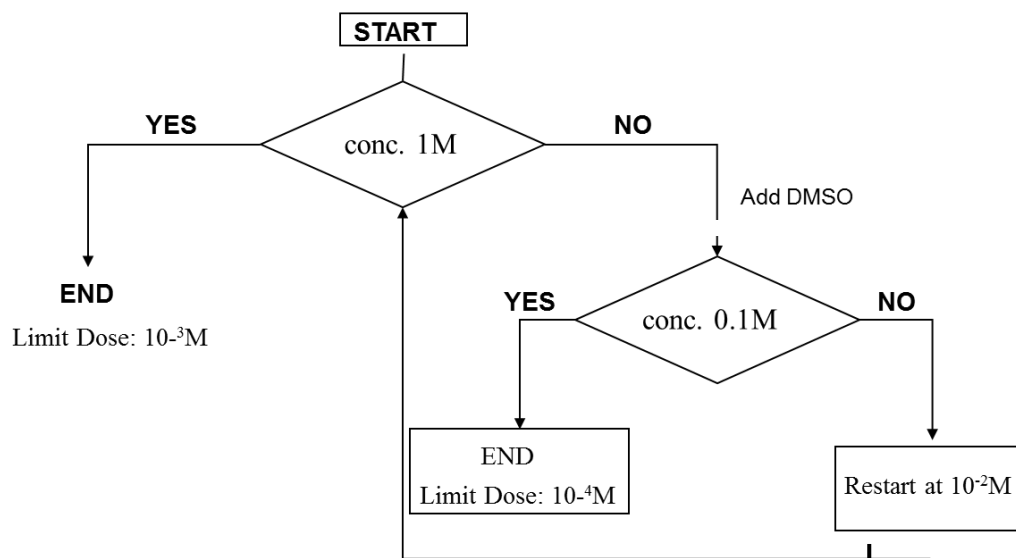 START
YES
NO
conc. 1M
Add DMSO
END
Limit Dose: 10-³M
YES
NO
conc. 0.1M
END
Limit Dose: 10-⁴M
Restart at 10⁻²M